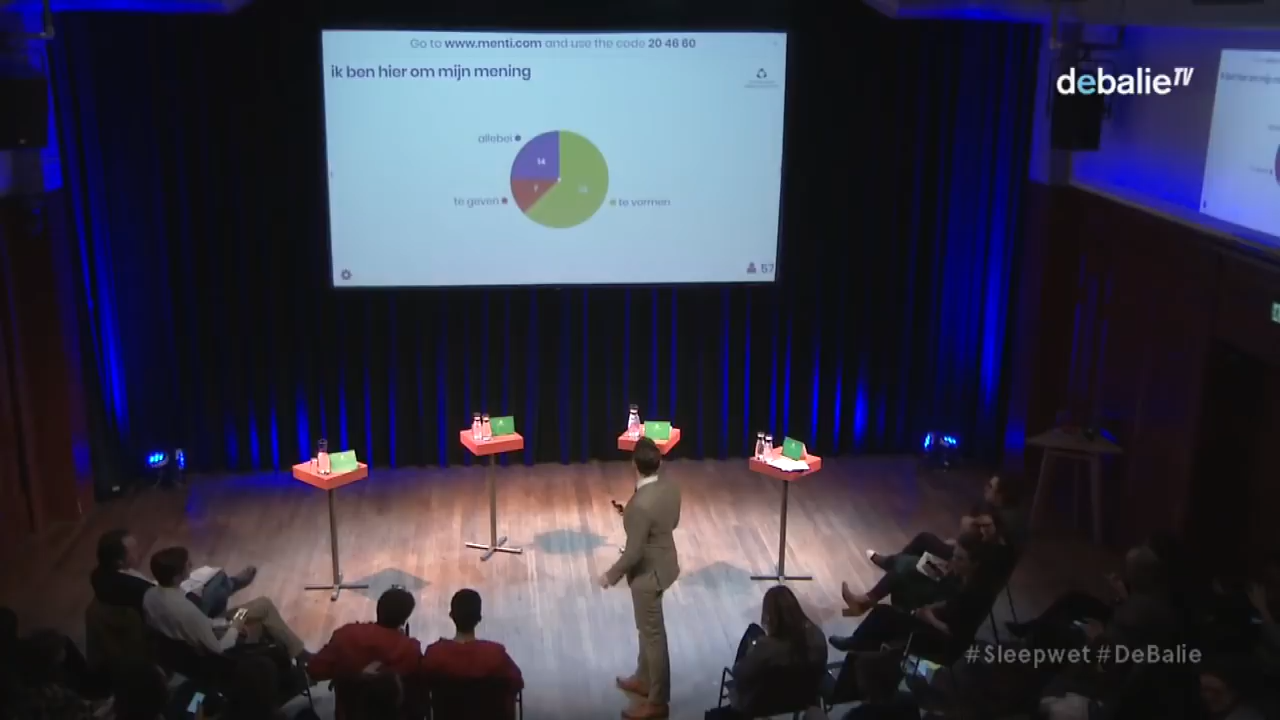 Go to www.menti.com and use the code 20 46 60
ik ben hier om mijn mening
debalieTV
allebei
14
te geven
te vormen
57
#Sleepwet #DeBalie